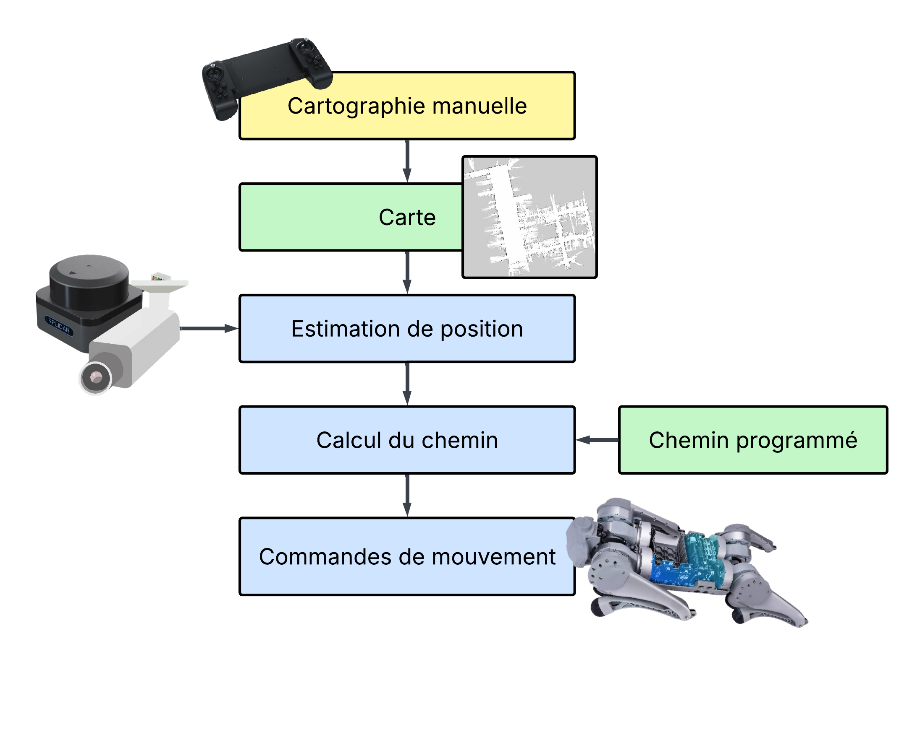 Cartographie manuelle
Carte
Estimation de position
Calcul du chemin
Chemin programmé
Commandes de mouvement